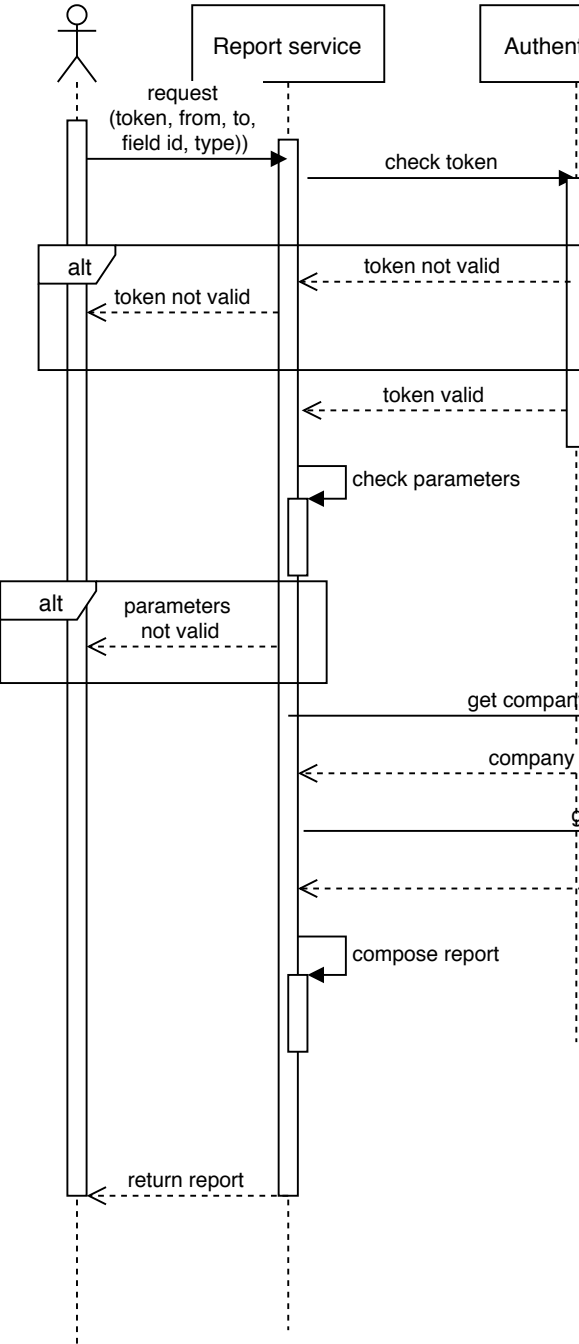 Report service
Authent
request
(token, from, to,
field id, type))
check token
alt
token not valid
token not valid
token valid
check parameters
alt
parameters
not valid
get compan
company
compose report
return report